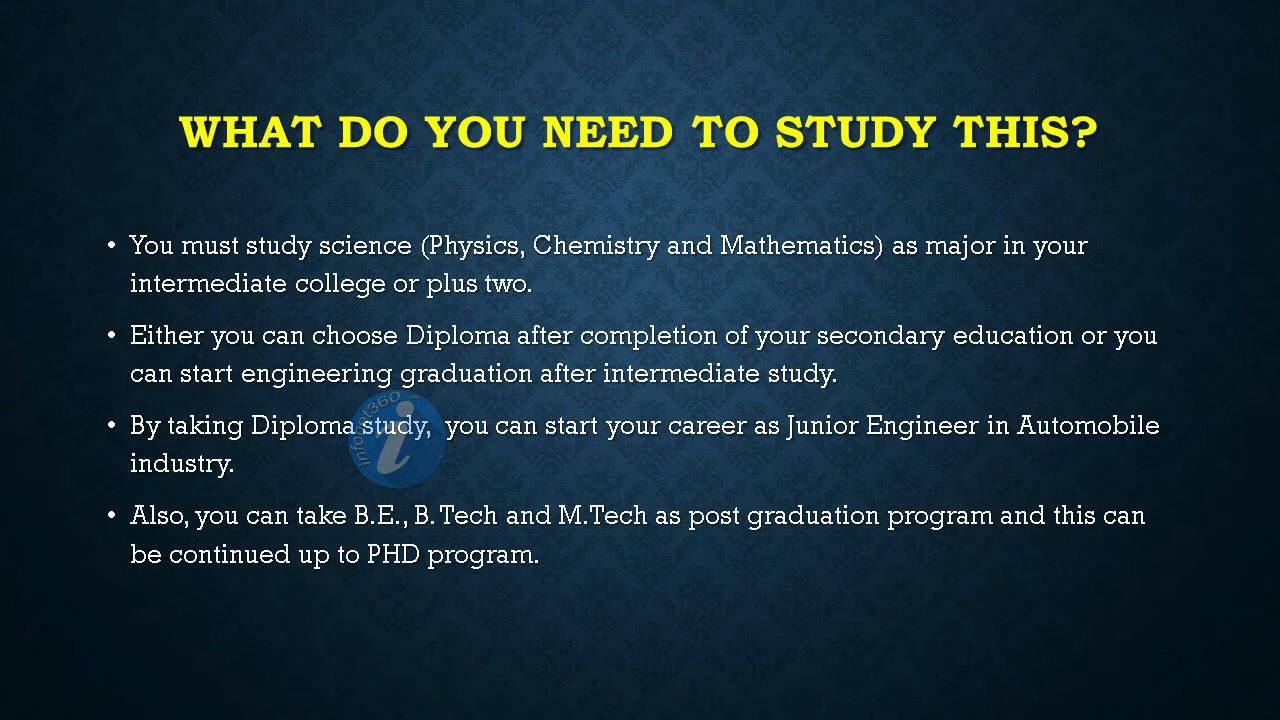 WHAT DO YOU NEED TO STUDY THIS?
• You must study science (Physics, Chemistry and Mathematics) as major in your
intermediate college or plus two.
• Either you can choose Diploma after completion of your secondary education or you
can start engineering graduation after intermediate study.
• By taking Diploma study, you can start your career as Junior Engineer in Automobile
industry.
• Also, you can take B.E., B.Tech and M.Tech as post graduation program and this can
be continued up to PHD program.